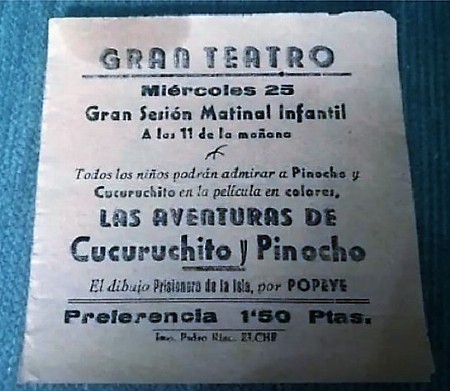 GRAN TEATRO
Miércoles 25
Gran Sesión Matinal Infantil
A las 11 de la mañana
Todos los niños podrán admirar a Pinocho y
Cucuruchito en la película en colores,
LAS AVENTURAS DE
Cucuruchito y Pinocho
El dibujo Prisionero de la Isla, por POPEYE
Preferencia 1'50 Ptas.
Imp. Pedro ELCHE